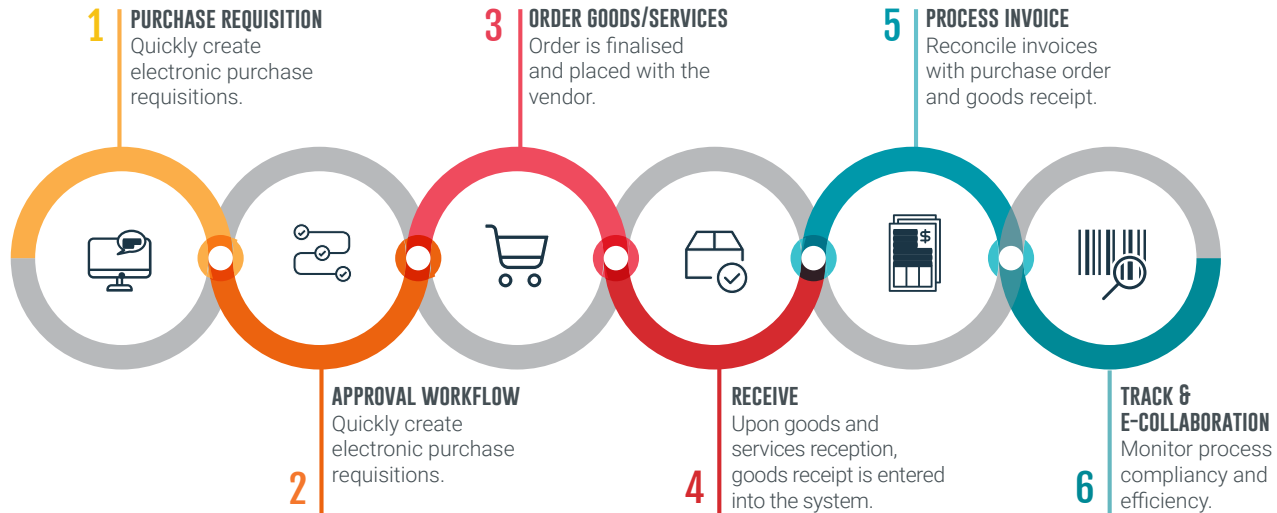 1
PURCHASE REQUISITION
Quickly create
electronic purchase
requisitions.
2
APPROVAL WORKFLOW
Quickly create
electronic purchase
requisitions.
3
ORDER GOODS/SERVICES
Order is finalised
and placed with the
vendor.
4
RECEIVE
Upon goods and
services reception,
goods receipt is entered
into the system.
5
PROCESS INVOICE
Reconcile invoices
with purchase order
and goods receipt.
$
6
TRACK &
E-COLLABORATION
Monitor process
compliancy and
efficiency.